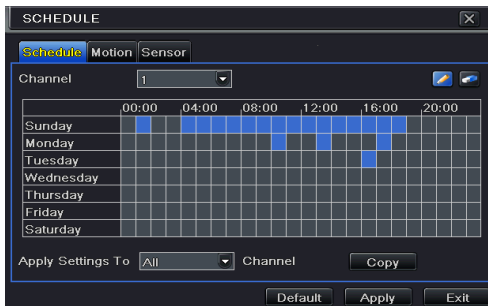 SCHEDULE
Schedule Motion Sensor
Channel 1
00:00 04:00 08:00 12:00 16:00 20:00
Sunday
Monday
Tuesday
Wednesday
Thursday
Friday
Saturday
Apply Settings To All Channel Copy
Default Apply Exit